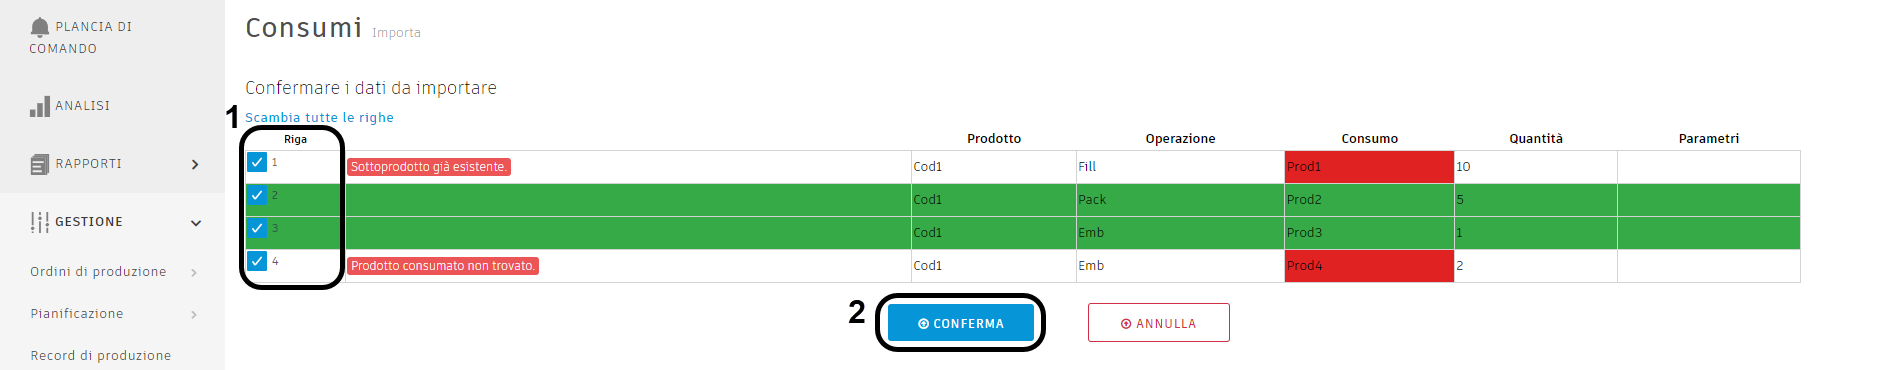 PLANCIA DI
COMANDO
ANALISI
RAPPORTI
GESTIONE
Ordini di produzione
Pianificazione
Record di produzione
Consumi Importa
Confermare i dati da importare
1 Scambia tutte le righe
Riga Prodotto Operazione Consumo Quantità Parametri
1 Sottoprodotto già esistente. Cod1 Fill Prod1 10
2 Cod1 Pack Prod2 5
3 Cod1 Emb Prod3 1
4 Prodotto consumato non trovato. Cod1 Emb Prod4 2
2 CONFERMA ANNULLA